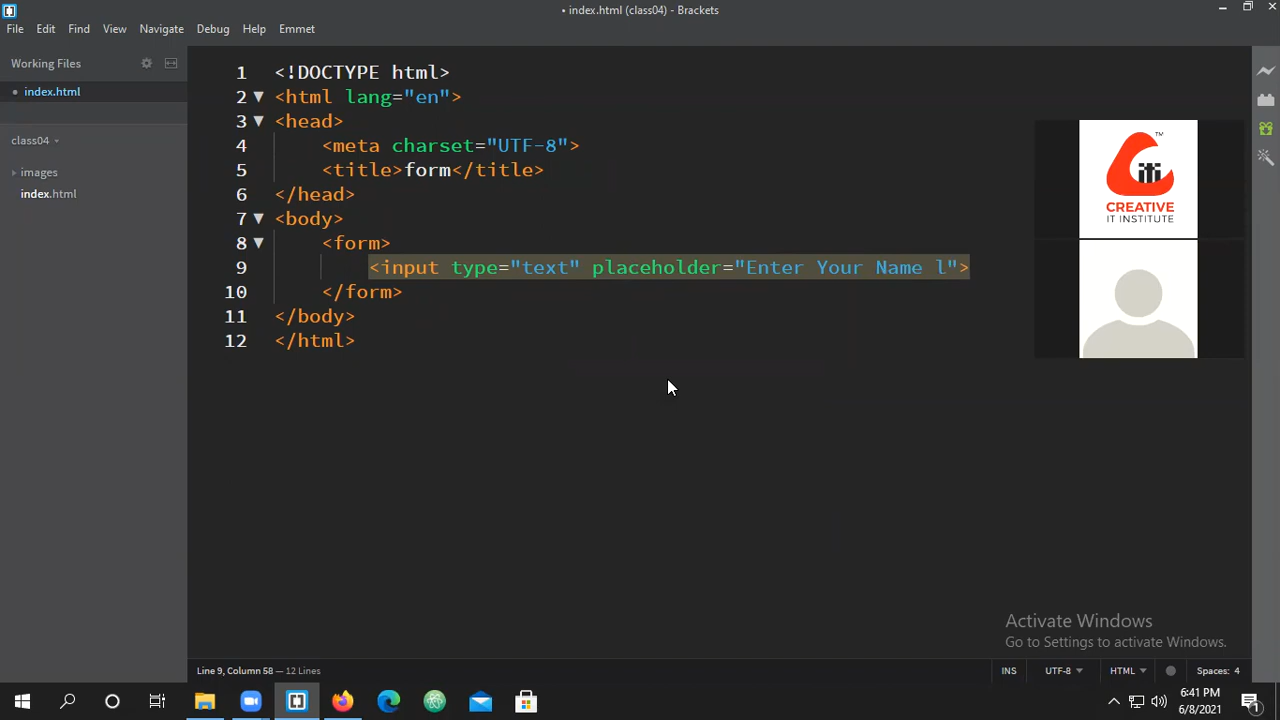 • index.html (class04) - Brackets
File Edit Find View Navigate Debug Help Emmet
Working Files
• index.html
class04
images
index.html
1 <!DOCTYPE html>
2 <html lang="en">
3 <head>
4 <meta charset="UTF-8">
5 <title>form</title>
6 </head>
7 <body>
8 <form>
9 <input type="text" placeholder="Enter Your Name l">
10 </form>
11 </body>
12 </html>
iti
TM
CREATIVE
IT INSTITUTE
Activate Windows
Go to Settings to activate Windows.
Line 9, Column 58 — 12 Lines
INS UTF-8 HTML Spaces: 4
6:41 PM
6/8/2021
1